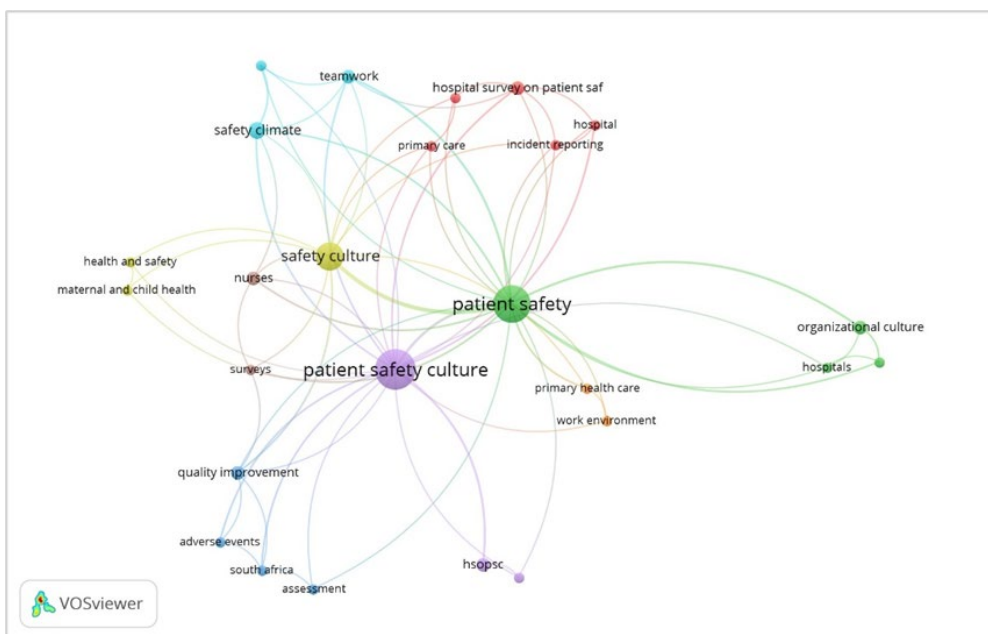 teamwork
hospital survey on patient saf
safety climate
hospital
primary care
incident reporting
safety culture
health and safety
nurses
maternal and child health
patient safety
organizational culture
hospitals
surveys
patient safety culture
primary health care
work environment
quality improvement
adverse events
south africa
hsopsc
assessment
VOSviewer